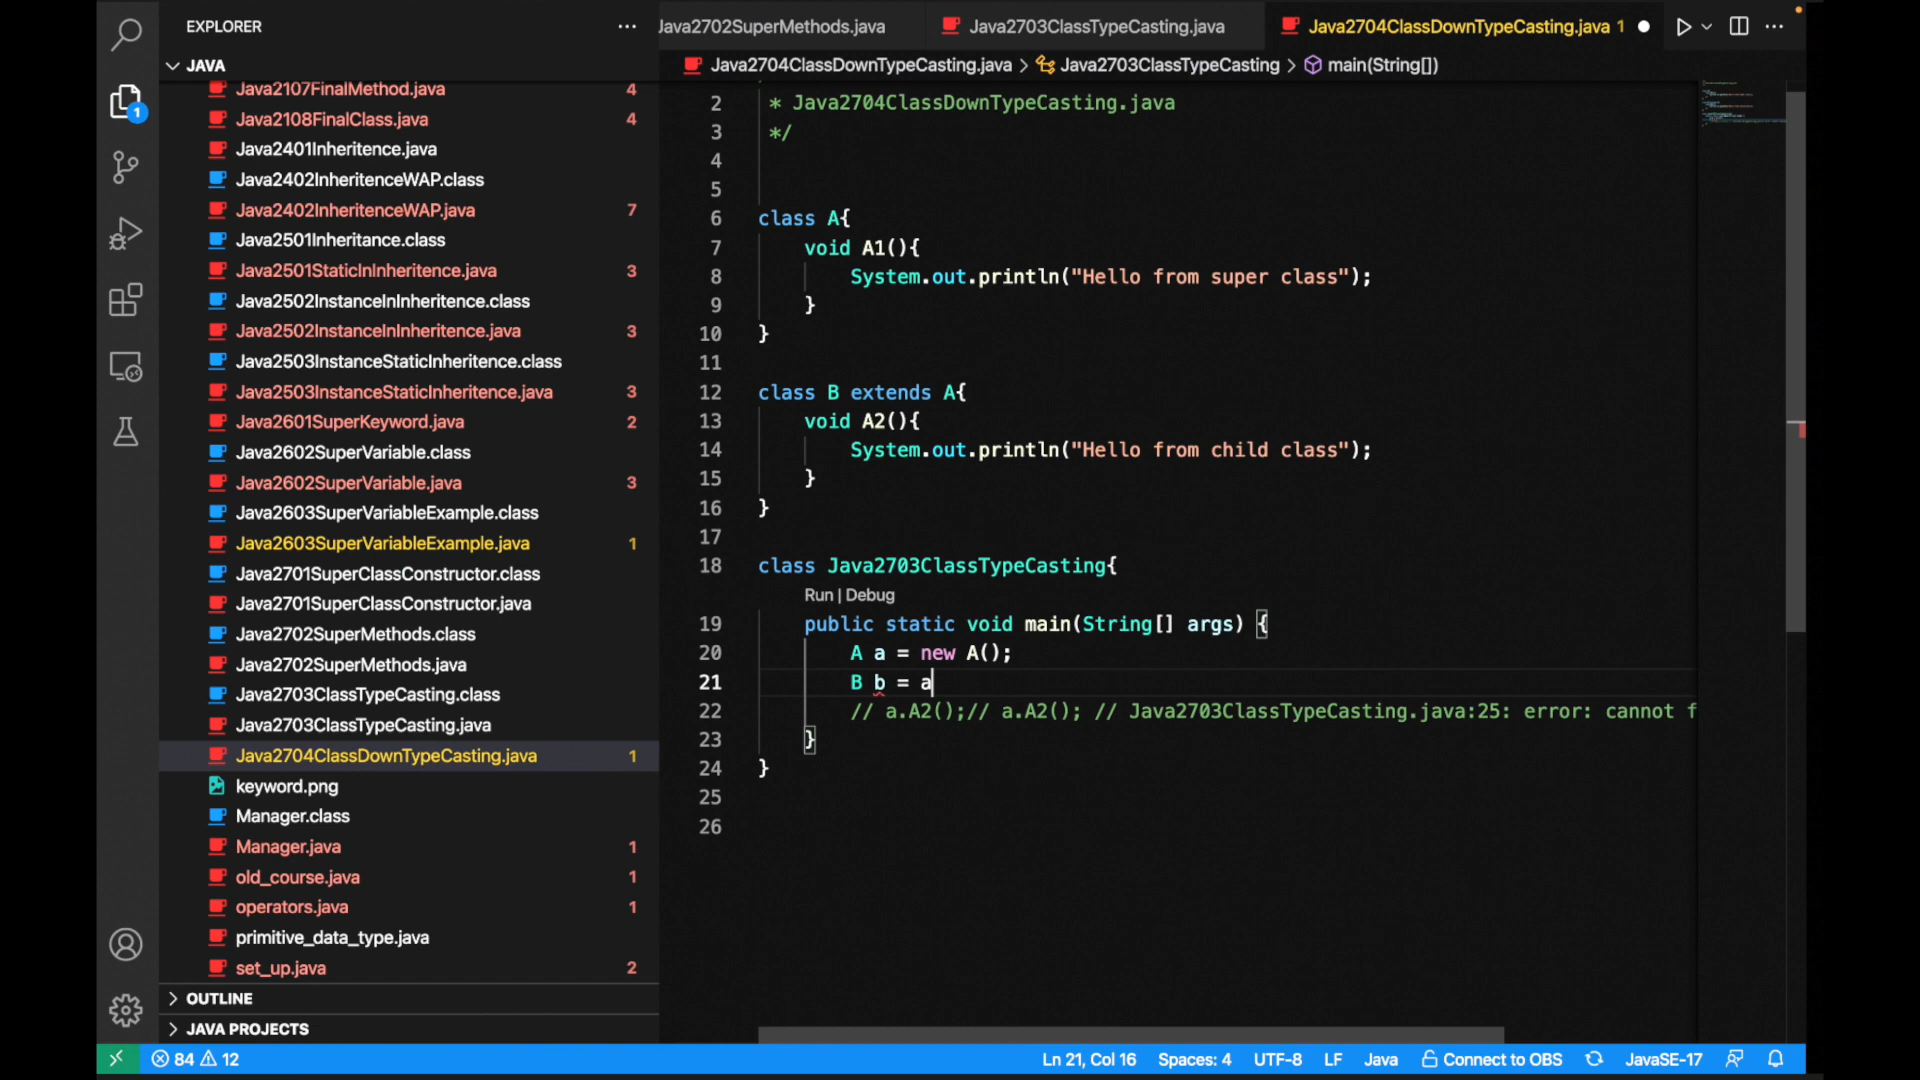 EXPLORER
JAVA
Java2107FinalMethod.java 4
Java2108FinalClass.java 4
Java2401Inheritence.java
Java2402InheritenceWAP.class
Java2402InheritenceWAP.java 7
Java2501Inheritance.class
Java2501StaticInInheritence.java 3
Java2502InstanceInInheritence.class
Java2502InstanceInInheritence.java 3
Java2503InstanceStaticInheritence.class
Java2503InstanceStaticInheritence.java 3
Java2601SuperKeyword.java 2
Java2602SuperVariable.class
Java2602SuperVariable.java 3
Java2603SuperVariableExample.class
Java2603SuperVariableExample.java 1
Java2701SuperClassConstructor.class
Java2701SuperClassConstructor.java
Java2702SuperMethods.class
Java2702SuperMethods.java
Java2703ClassTypeCasting.class
Java2703ClassTypeCasting.java
Java2704ClassDownTypeCasting.java 1
keyword.png
Manager.class
Manager.java 1
old_course.java 1
operators.java 1
primitive_data_type.java
set_up.java 2
OUTLINE
JAVA PROJECTS
1
Java2702SuperMethods.java Java2703ClassTypeCasting.java Java2704ClassDownTypeCasting.java 1
Java2704ClassDownTypeCasting.java > Java2703ClassTypeCasting > main(String[])
2 * Java2704ClassDownTypeCasting.java
3 */
4
5
6 class A{
7 void A1(){
8 System.out.println("Hello from super class");
9 }
10 }
11
12 class B extends A{
13 void A2(){
14 System.out.println("Hello from child class");
15 }
16 }
17
18 class Java2703ClassTypeCasting{
Run | Debug
19 public static void main(String[] args) {
20 A a = new A();
21 B b = a
22 // a.A2();// a.A2(); // Java2703ClassTypeCasting.java:25: error: cannot f
23 }
24 }
25
26
84 12 Ln 21, Col 16 Spaces: 4 UTF-8 LF Java Connect to OBS JavaSE-17